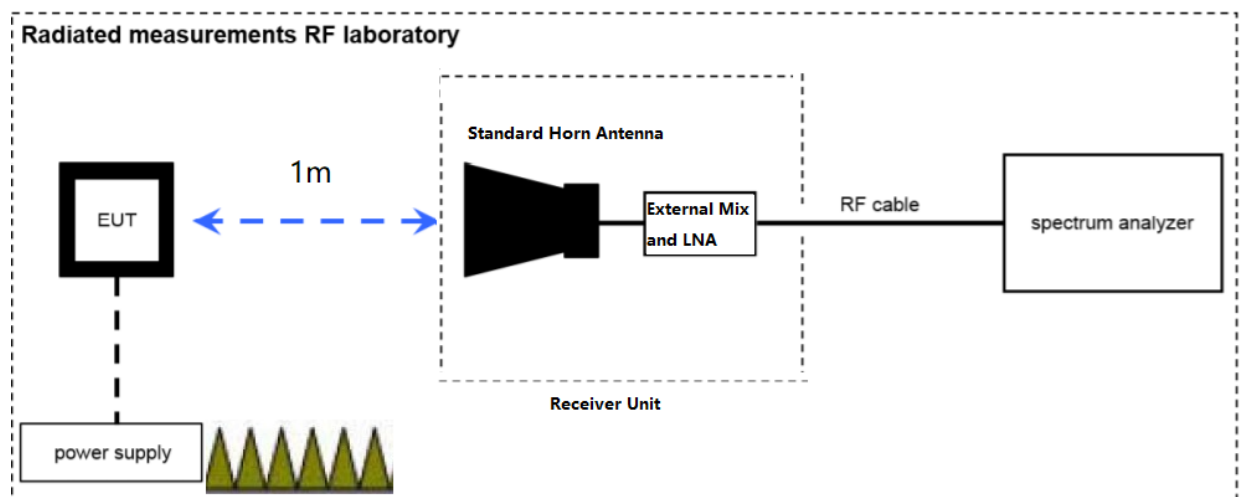 Radiated measurements RF laboratory
Standard Horn Antenna
1m
EUT
External Mix
and LNA
RF cable
spectrum analyzer
Receiver Unit
power supply